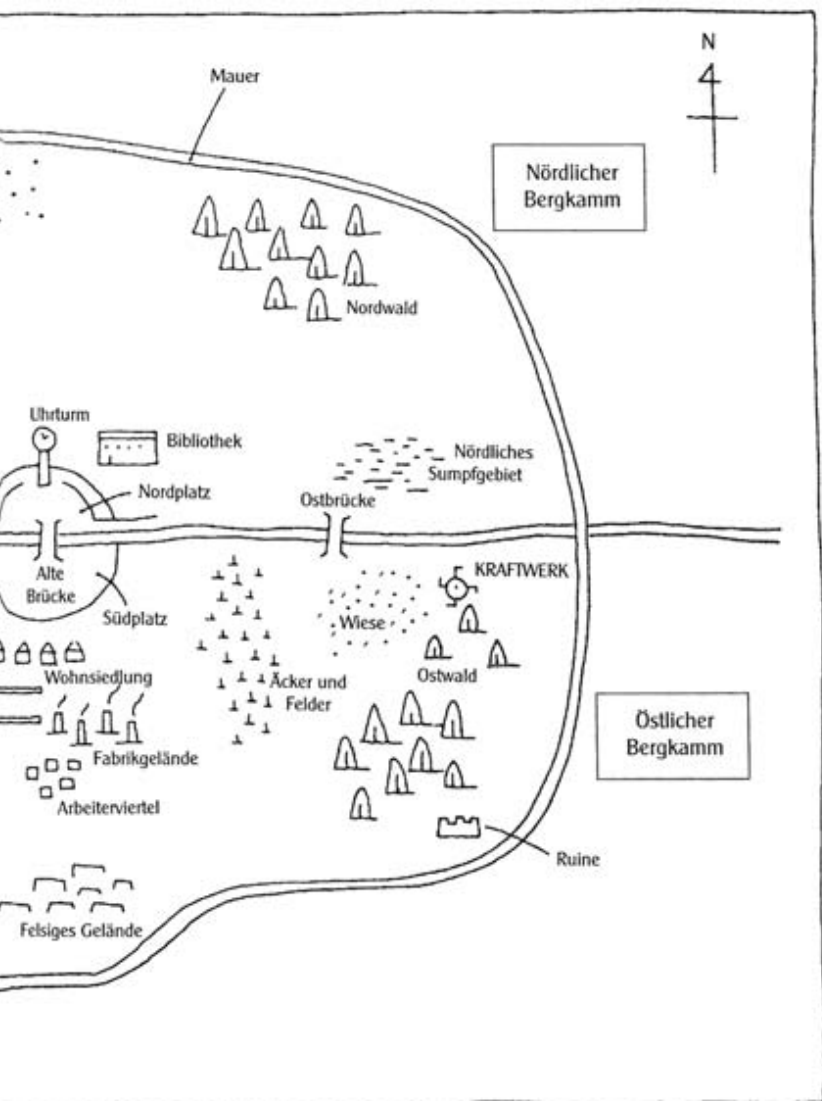 N
Mauer
Nördlicher
Bergkamm
Nordwald
Uhrturm
Bibliothek
Nördliches
Sumpfgebiet
Nordplatz
Ostbrücke
Alte
Brücke
KRAFTWERK
Südplatz
Wiese
Wohnsiedlung
Äcker und
Felder
Ostwald
Östlicher
Bergkamm
Fabrikgelände
Arbeiterviertel
Ruine
Felsiges Gelände